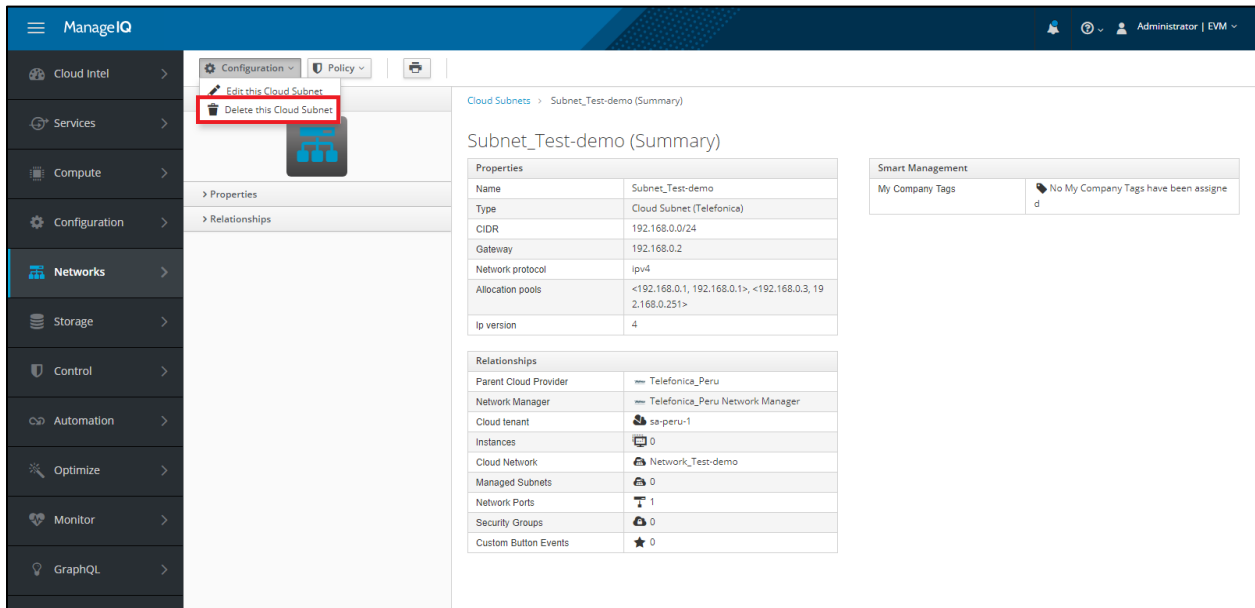 ManageIQ
Administrator | EVM
Cloud Intel
Services
Compute
Configuration
Networks
Storage
Control
Automation
Optimize
Monitor
GraphQL
Configuration
Policy
Edit this Cloud Subnet
Delete this Cloud Subnet
> Properties
> Relationships
Cloud Subnets > Subnet_Test-demo (Summary)
Subnet_Test-demo (Summary)
Properties
Name Subnet_Test-demo
Type Cloud Subnet (Telefonica)
CIDR 192.168.0.0/24
Gateway 192.168.0.2
Network protocol ipv4
Allocation pools <192.168.0.1, 192.168.0.1>, <192.168.0.3, 19
2.168.0.251>
Ip version 4
Relationships
Parent Cloud Provider Telefonica_Peru
Network Manager Telefonica_Peru Network Manager
Cloud tenant sa-peru-1
Instances 0
Cloud Network Network_Test-demo
Managed Subnets 0
Network Ports 1
Security Groups 0
Custom Button Events 0
Smart Management
My Company Tags No My Company Tags have been assigne
d